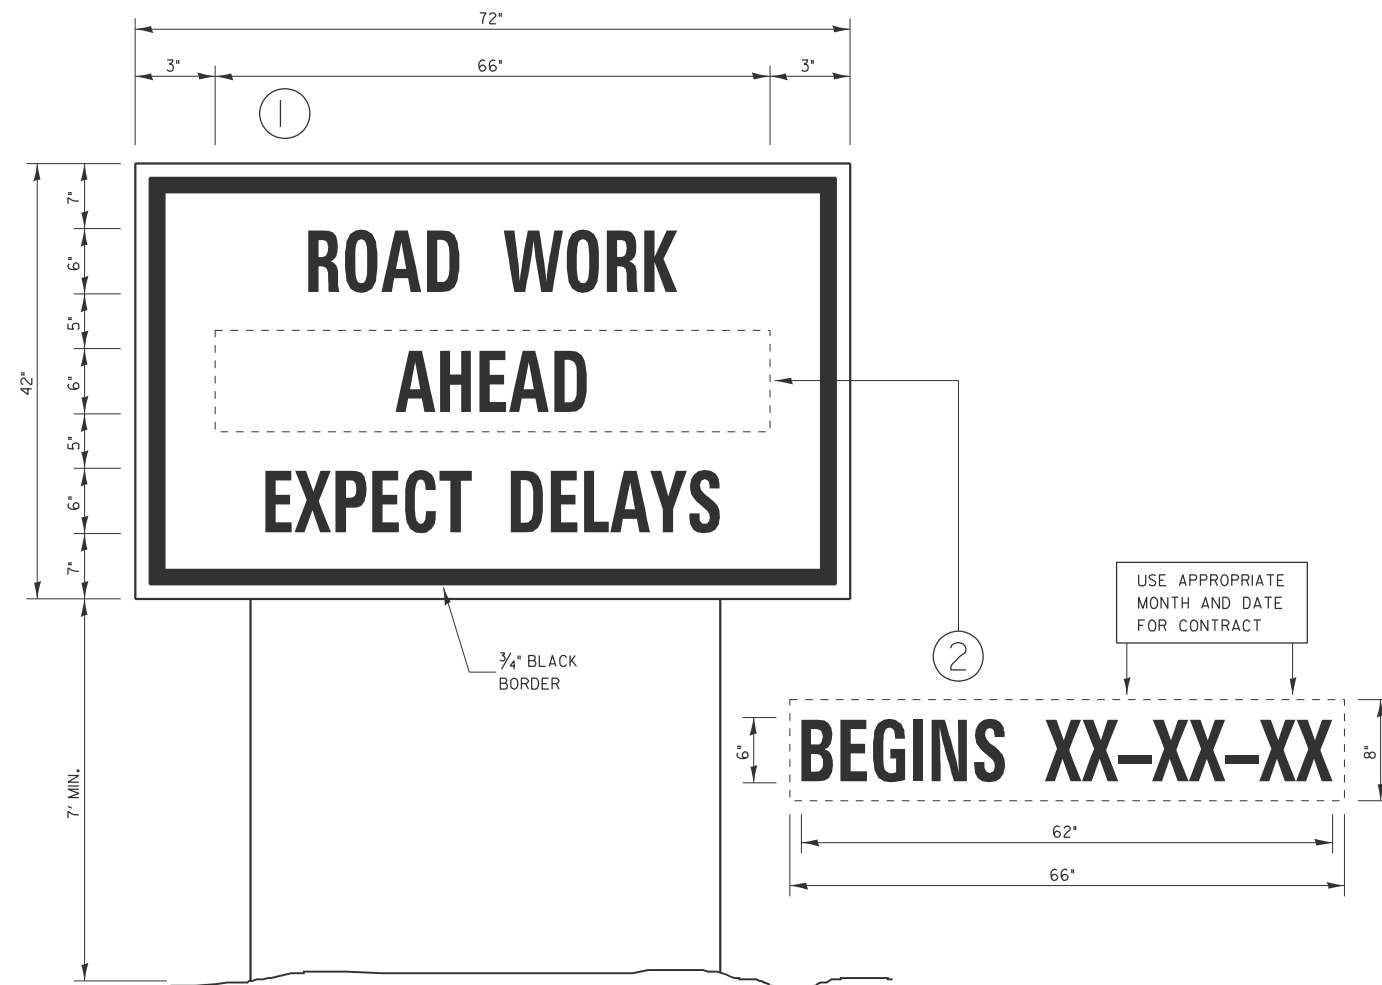 72"
3" 66" 3"
1
7"
6"
5"
6"
5"
6"
7"
42"
ROAD WORK
AHEAD
EXPECT DELAYS
3/4" BLACK
BORDER
7' MIN.
2
USE APPROPRIATE
MONTH AND DATE
FOR CONTRACT
6"
BEGINS XX-XX-XX
8"
62"
66"